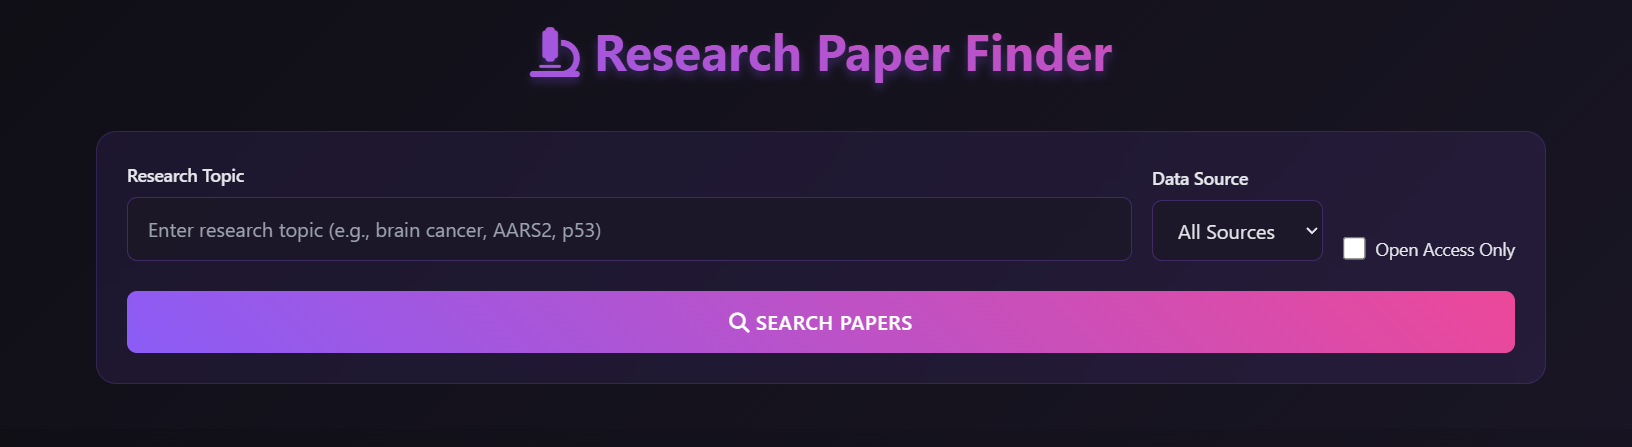 Research Paper Finder
Research Topic
Enter research topic (e.g., brain cancer, AARS2, p53)
Data Source
All Sources
Open Access Only
SEARCH PAPERS